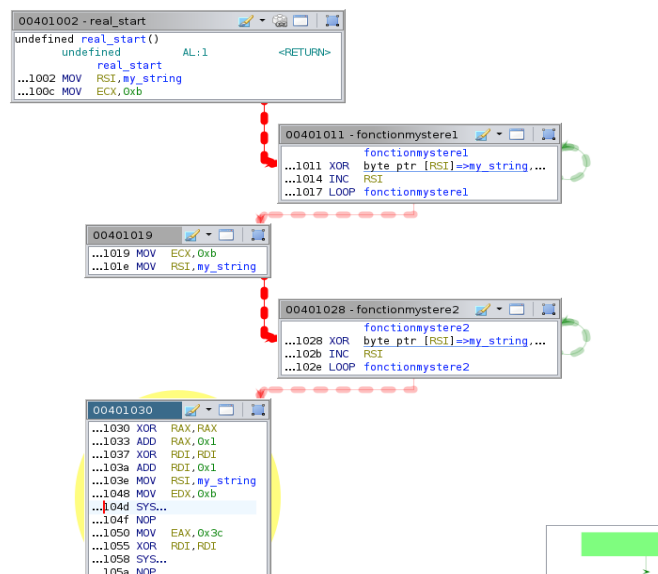 00401002 - real_start
undefined real_start()
undefined AL:1 <RETURN>
real_start
...1002 MOV RSI,my_string
...100c MOV ECX,0xb
00401011 - fonctionmystere1
fonctionmystere1
...1011 XOR byte ptr [RSI]=>my_string,...
...1014 INC RSI
...1017 LOOP fonctionmystere1
00401019
...1019 MOV ECX,0xb
...101e MOV RSI,my_string
00401028 - fonctionmystere2
fonctionmystere2
...1028 XOR byte ptr [RSI]=>my_string,...
...102b INC RSI
...102e LOOP fonctionmystere2
00401030
...1030 XOR RAX,RAX
...1033 ADD RAX,0x1
...1037 XOR RDI,RDI
...103a ADD RDI,0x1
...103e MOV RSI,my_string
...1048 MOV EDX,0xb
...104d SYS...
...104f NOP
...1050 MOV EAX,0x3c
...1055 XOR RDI,RDI
...1058 SYS...
...105a NOP